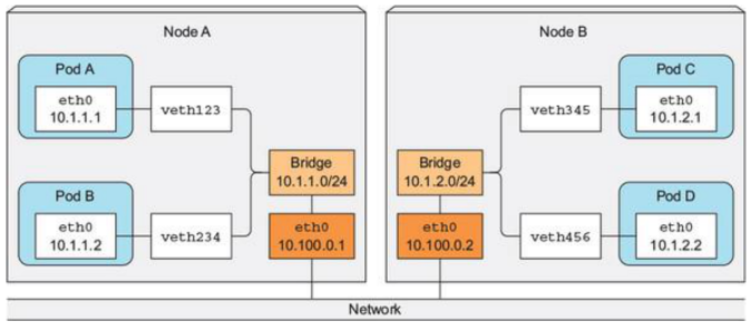 Node A
Pod A
eth0
10.1.1.1
veth123
Bridge
10.1.1.0/24
Pod B
eth0
10.1.1.2
veth234
eth0
10.100.0.1
Node B
Pod C
eth0
10.1.2.1
veth345
Bridge
10.1.2.0/24
Pod D
eth0
10.1.2.2
veth456
eth0
10.100.0.2
Network